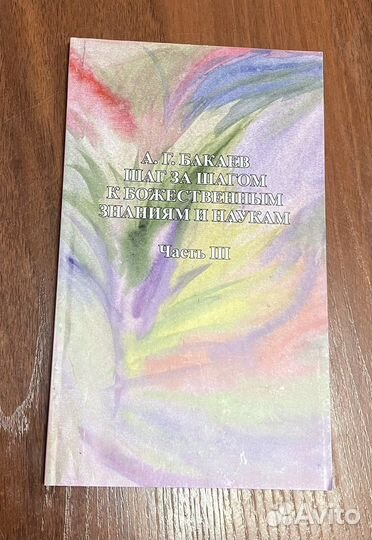 А. Г. БАКАЕВ
ШАГ ЗА ШАГОМ
К БОЖЕСТВЕННЫМ
ЗНАНИЯМ И НАУКАМ
Часть III
Avito